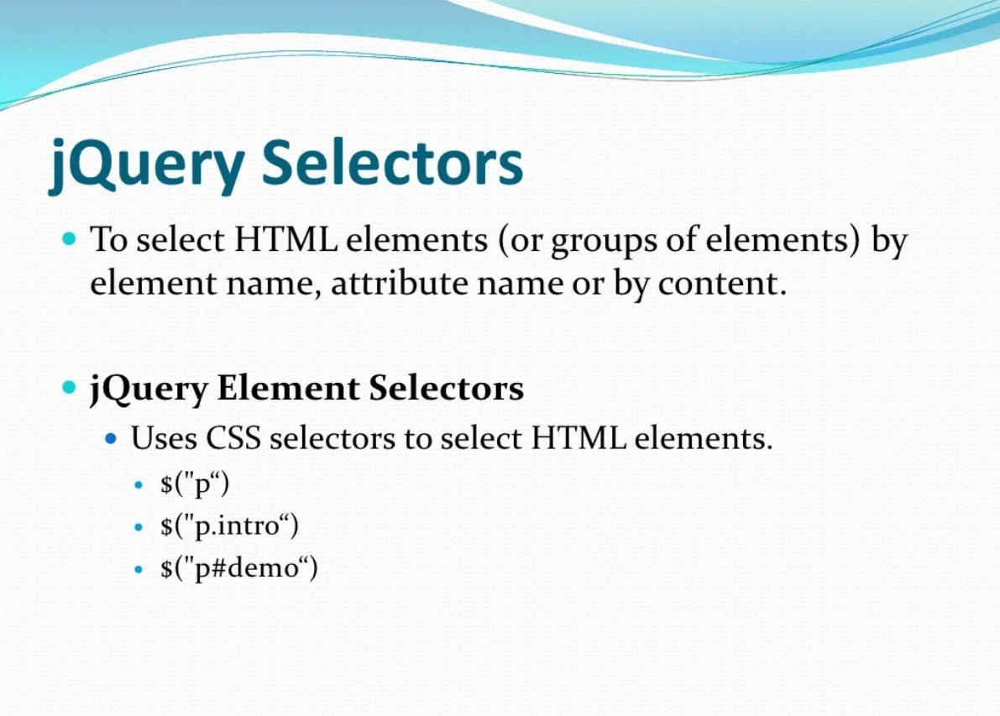 jQuery Selectors
• To select HTML elements (or groups of elements) by
element name, attribute name or by content.
• jQuery Element Selectors
• Uses CSS selectors to select HTML elements.
• $("p“)
• $("p.intro“)
• $("p#demo“)